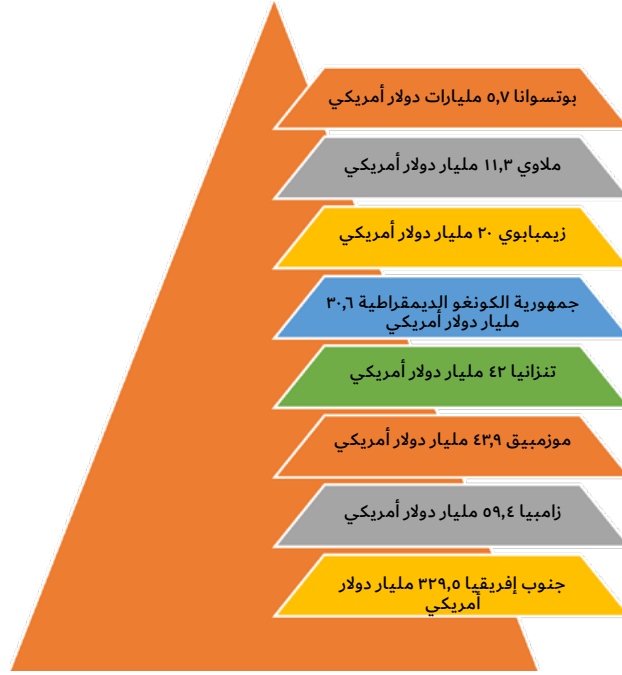 بوتسوانا ٥,٧ مليارات دولار أمريكي
ملاوي ١١,٣ مليار دولار أمريكي
زيمبابوي ٢٠ مليار دولار أمريكي
جمهورية الكونغو الديمقراطية ٣٠,٦
مليار دولار أمريكي
تنزانيا ٤٢ مليار دولار أمريكي
موزمبيق ٤٣,٩ مليار دولار أمريكي
زامبيا ٥٩,٤ مليار دولار أمريكي
جنوب إفريقيا ٣٢٩,٥ مليار دولار
أمريكي